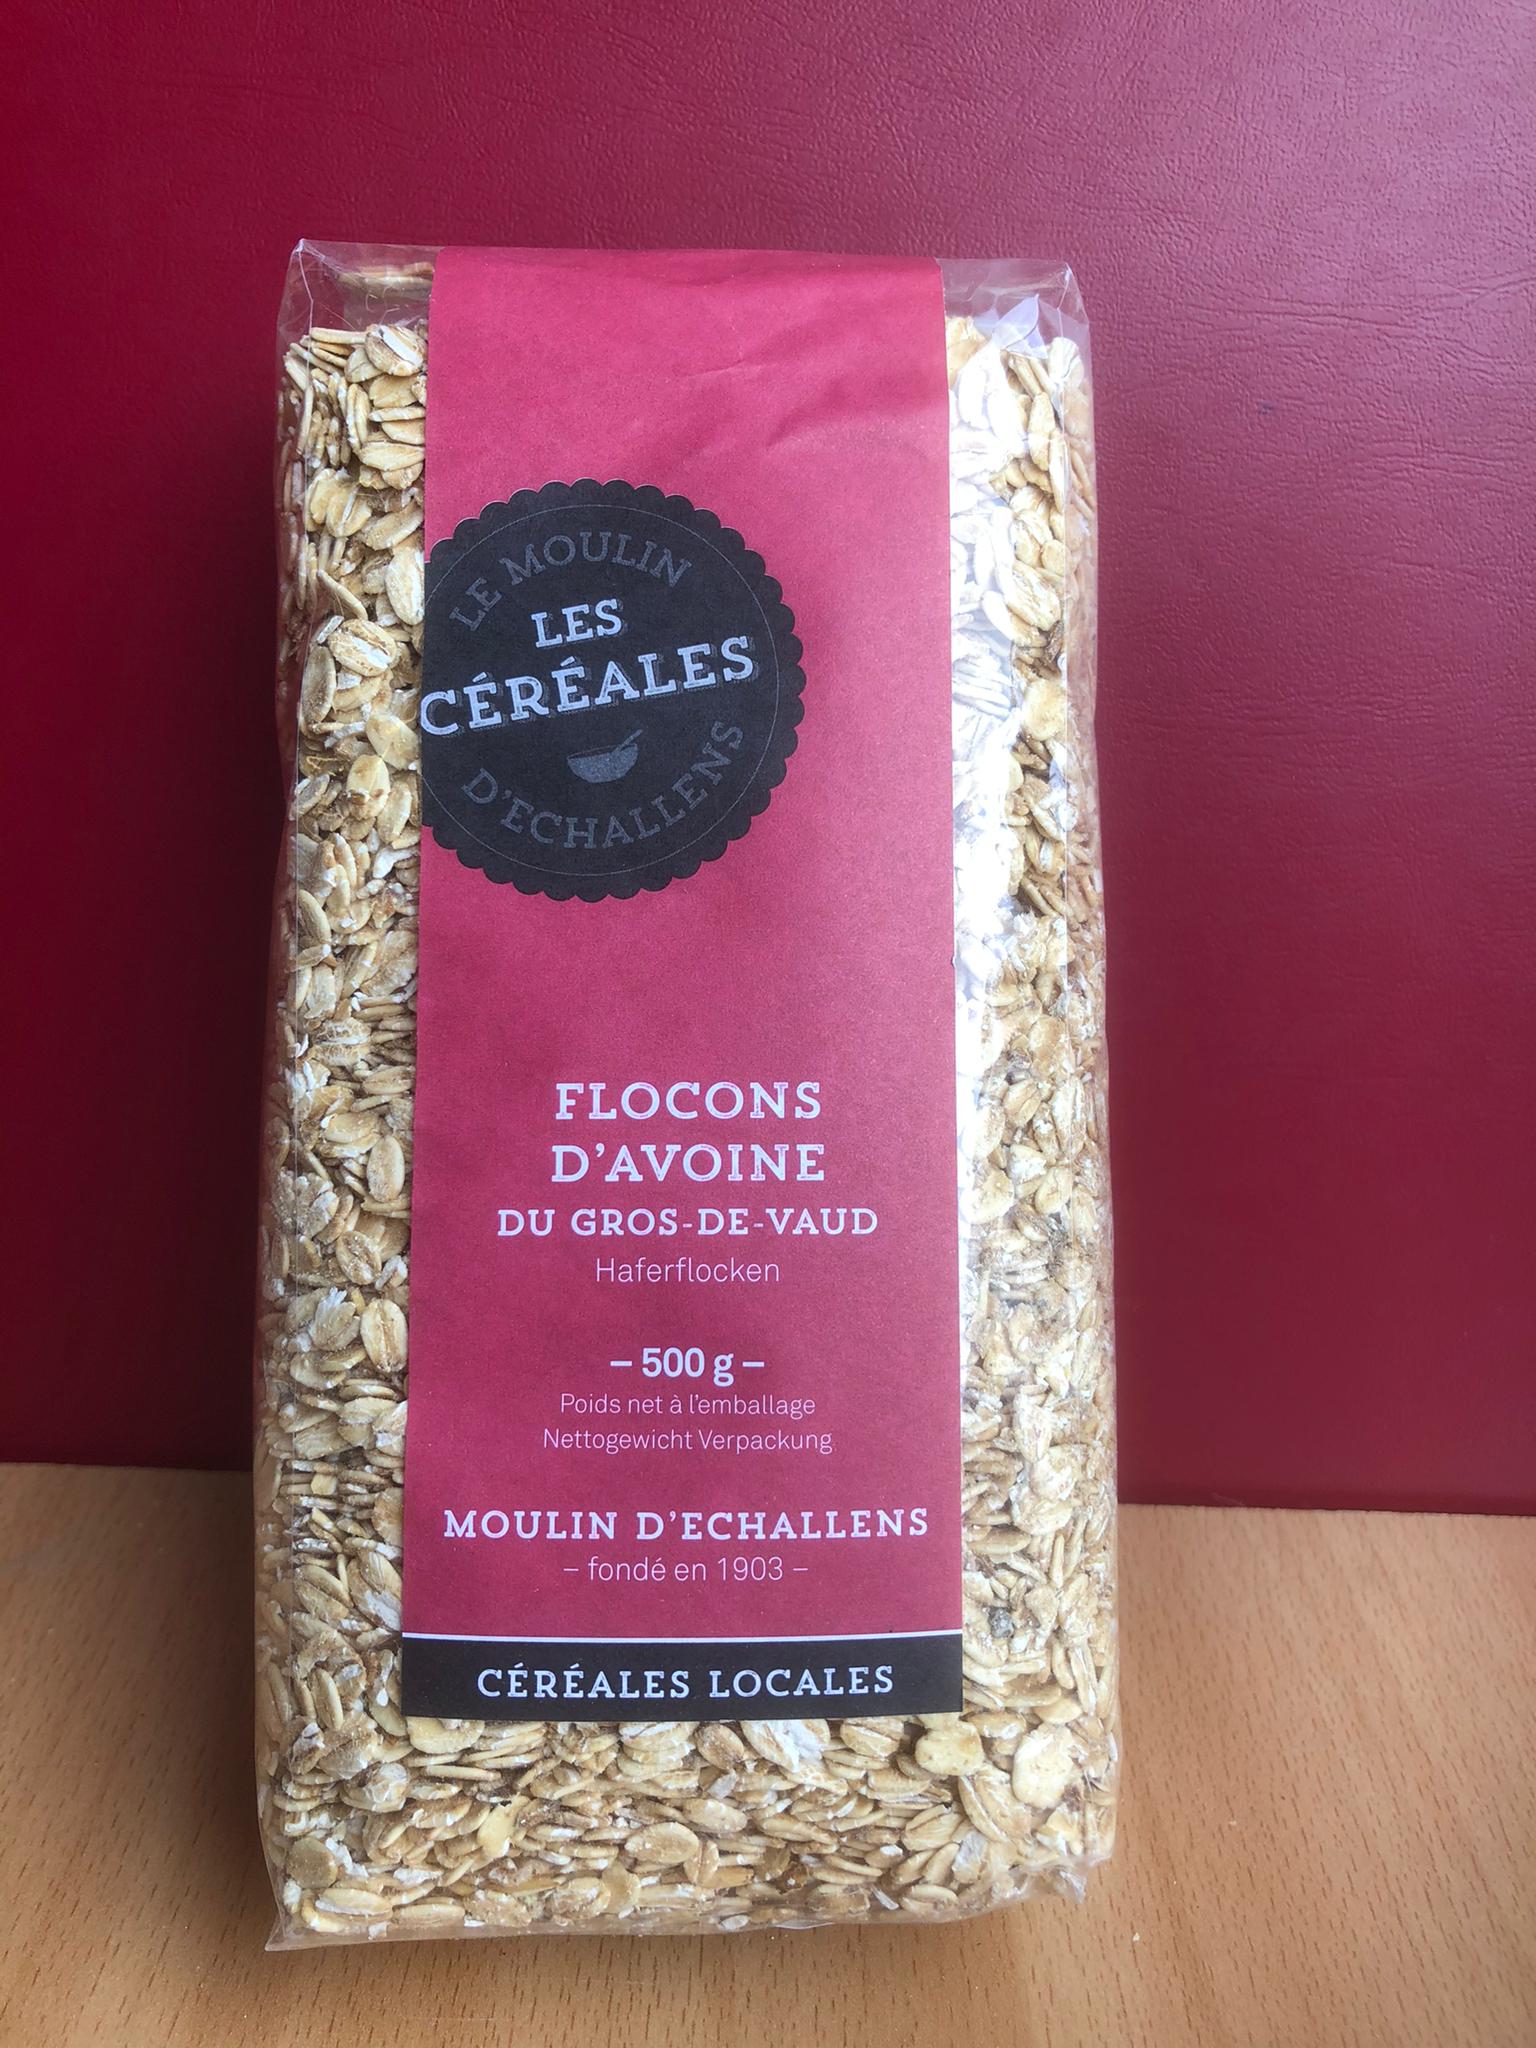 LE MOULIN
LES
CÉRÉALES
D'ECHALLENS
FLOCONS
D'AVOINE
DU GROS-DE-VAUD
Haferflocken
– 500 g –
Poids net à l'emballage
Nettogewicht Verpackung
MOULIN D'ECHALLENS
– fondé en 1903 –
CÉRÉALES LOCALES